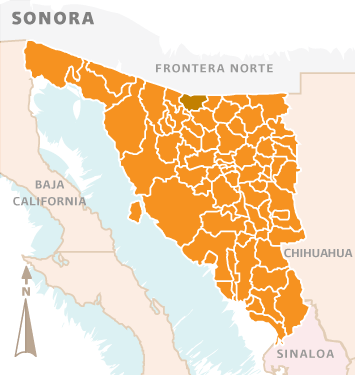 SONORA
FRONTERA NORTE
BAJA
CALIFORNIA
CHIHUAHUA
N
SINALOA